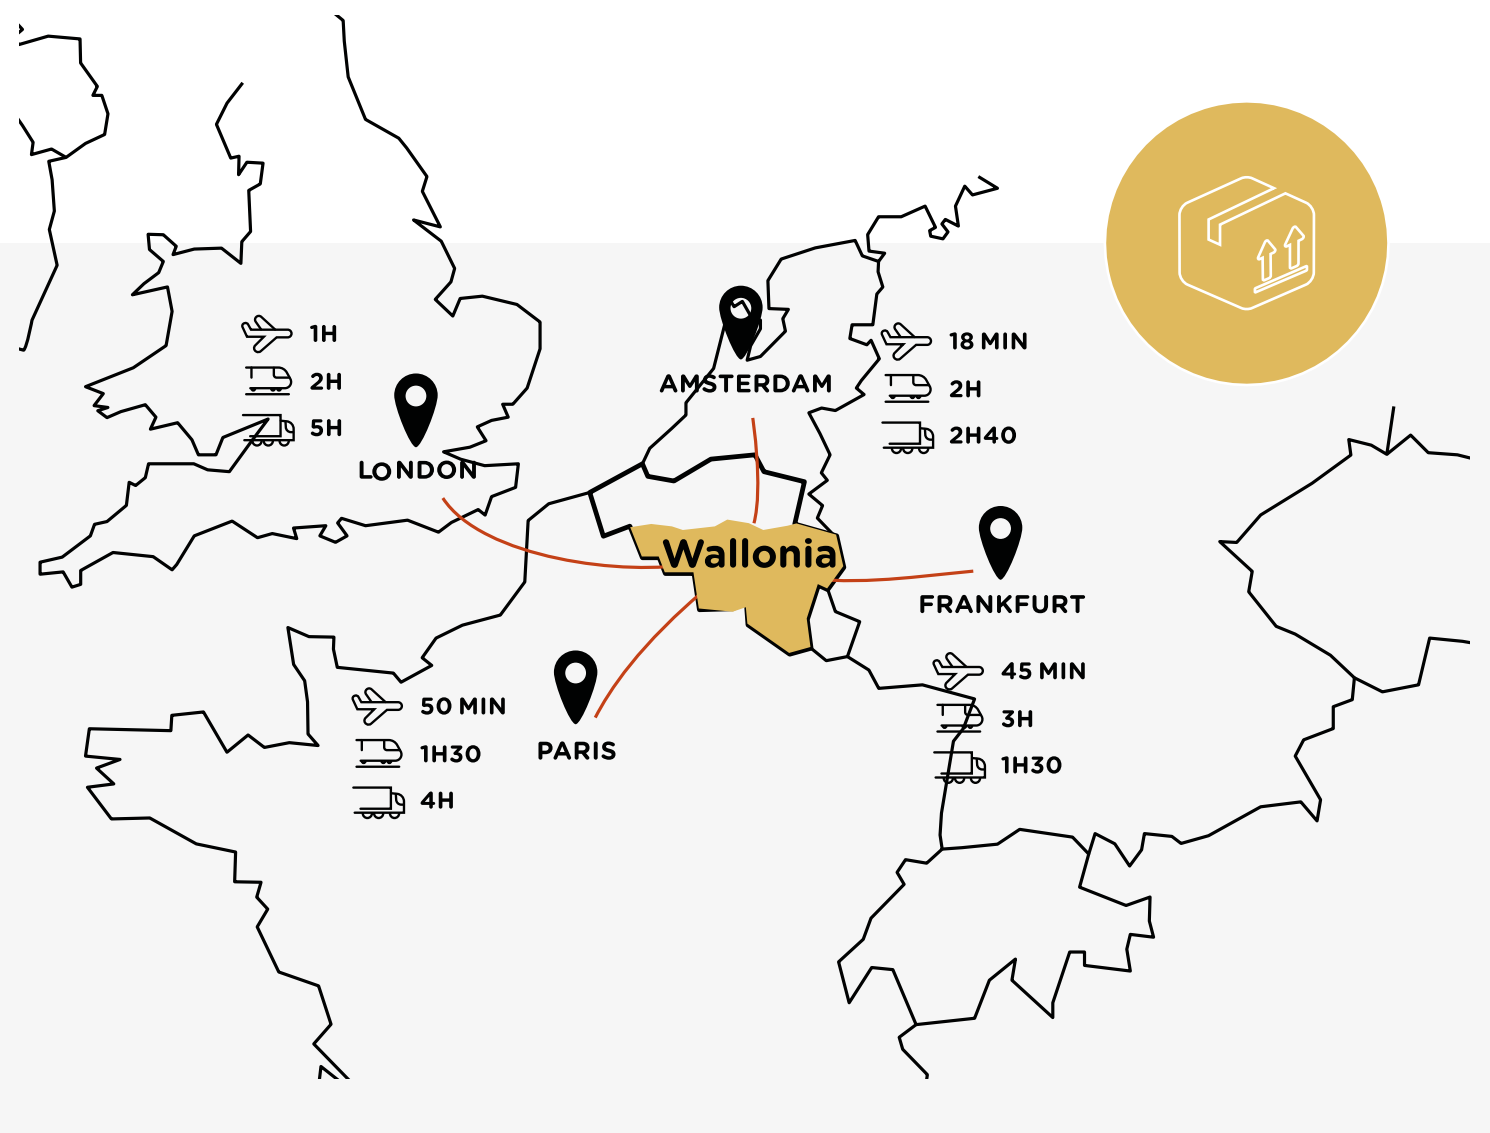 1H
2H
5H
LONDON
AMSTERDAM
18 MIN
2H
2H40
Wallonia
FRANKFURT
45 MIN
3H
1H30
50 MIN
1H30
4H
PARIS